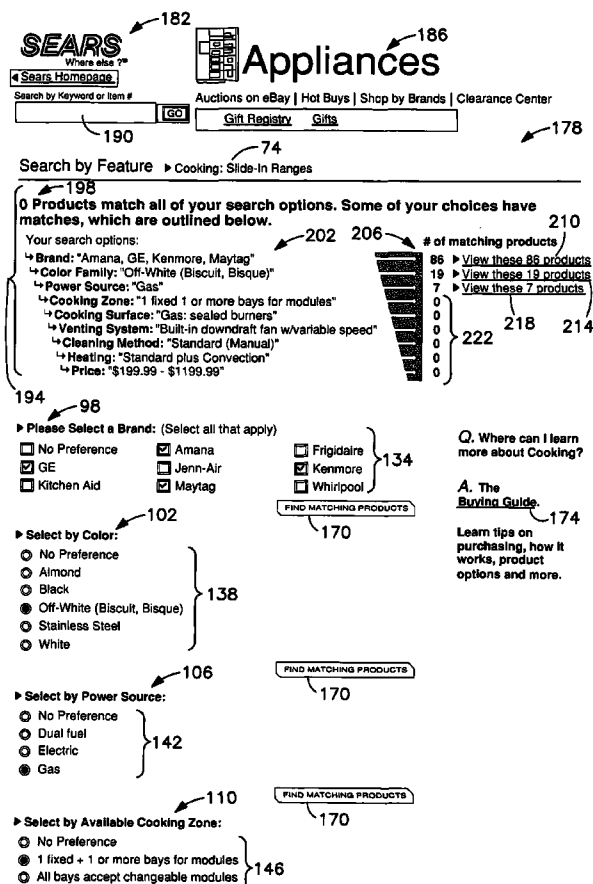 182
SEARS
Where else ?℠
◀ Sears Homepage
186
Appliances
Search by Keyword or Item #
GO
190
Auctions on eBay | Hot Buys | Shop by Brands | Clearance Center
Gift Registry Gifts
178
74
Search by Feature ▶ Cooking: Slide-In Ranges
198
0 Products match all of your search options. Some of your choices have
matches, which are outlined below.
210
Your search options:
202
206
# of matching products
↳ Brand: "Amana, GE, Kenmore, Maytag" 86 ▶ View these 86 products
↳ Color Family: "Off-White (Biscuit, Bisque)" 19 ▶ View these 19 products
↳ Power Source: "Gas" 7 ▶ View these 7 products
↳ Cooking Zone: "1 fixed 1 or more bays for modules" 0
↳ Cooking Surface: "Gas: sealed burners" 0
↳ Venting System: "Built-in downdraft fan w/variable speed" 0
↳ Cleaning Method: "Standard (Manual)" 0
↳ Heating: "Standard plus Convection" 0
↳ Price: "$199.99 - $1199.99" 0
218
214
222
194
98
▶ Please Select a Brand: (Select all that apply)
No Preference Amana Frigidaire
GE Jenn-Air Kenmore
Kitchen Aid Maytag Whirlpool
134
FIND MATCHING PRODUCTS
170
Q. Where can I learn
more about Cooking?
A. The
Buying Guide.
174
Learn tips on
purchasing, how it
works, product
options and more.
102
▶ Select by Color:
No Preference
Almond
Black
Off-White (Biscuit, Bisque)
Stainless Steel
White
138
106
FIND MATCHING PRODUCTS
170
▶ Select by Power Source:
No Preference
Dual fuel
Electric
Gas
142
110
FIND MATCHING PRODUCTS
170
▶ Select by Available Cooking Zone:
No Preference
1 fixed + 1 or more bays for modules
All bays accept changeable modules
146